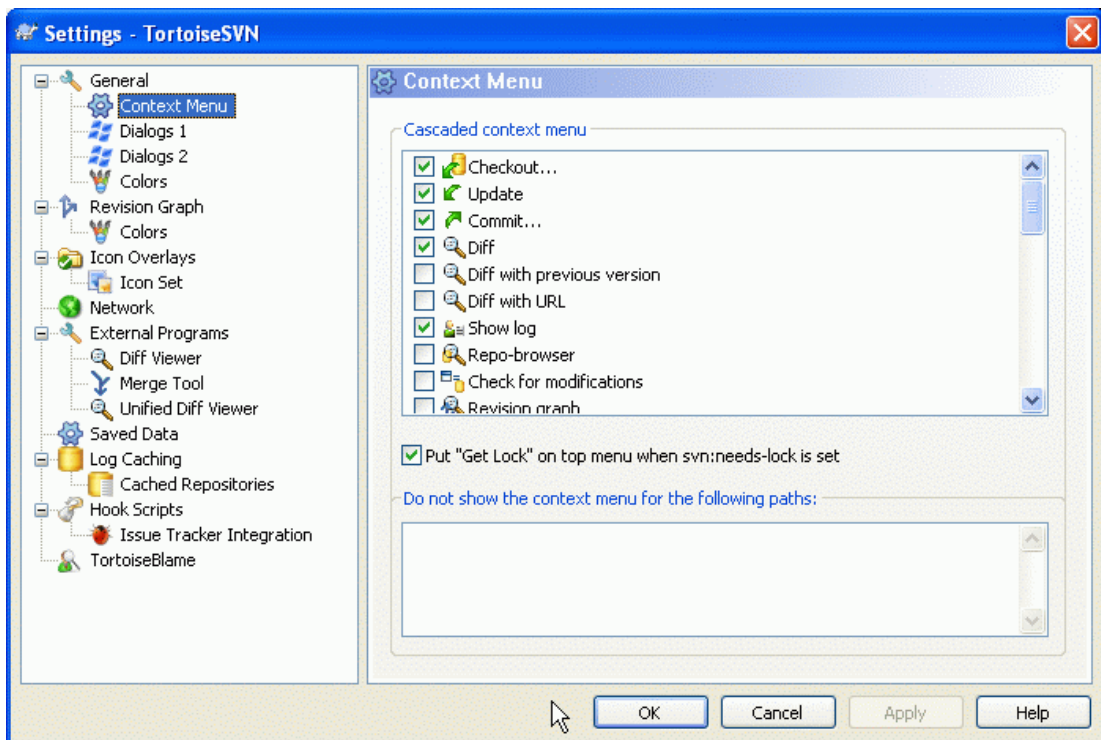 Settings - TortoiseSVN
General
Context Menu
Dialogs 1
Dialogs 2
Colors
Revision Graph
Colors
Icon Overlays
Icon Set
Network
External Programs
Diff Viewer
Merge Tool
Unified Diff Viewer
Saved Data
Log Caching
Cached Repositories
Hook Scripts
Issue Tracker Integration
TortoiseBlame
Context Menu
Cascaded context menu
Checkout...
Update
Commit...
Diff
Diff with previous version
Diff with URL
Show log
Repo-browser
Check for modifications
Revision graph
Put "Get Lock" on top menu when svn:needs-lock is set
Do not show the context menu for the following paths:
OK Cancel Apply Help